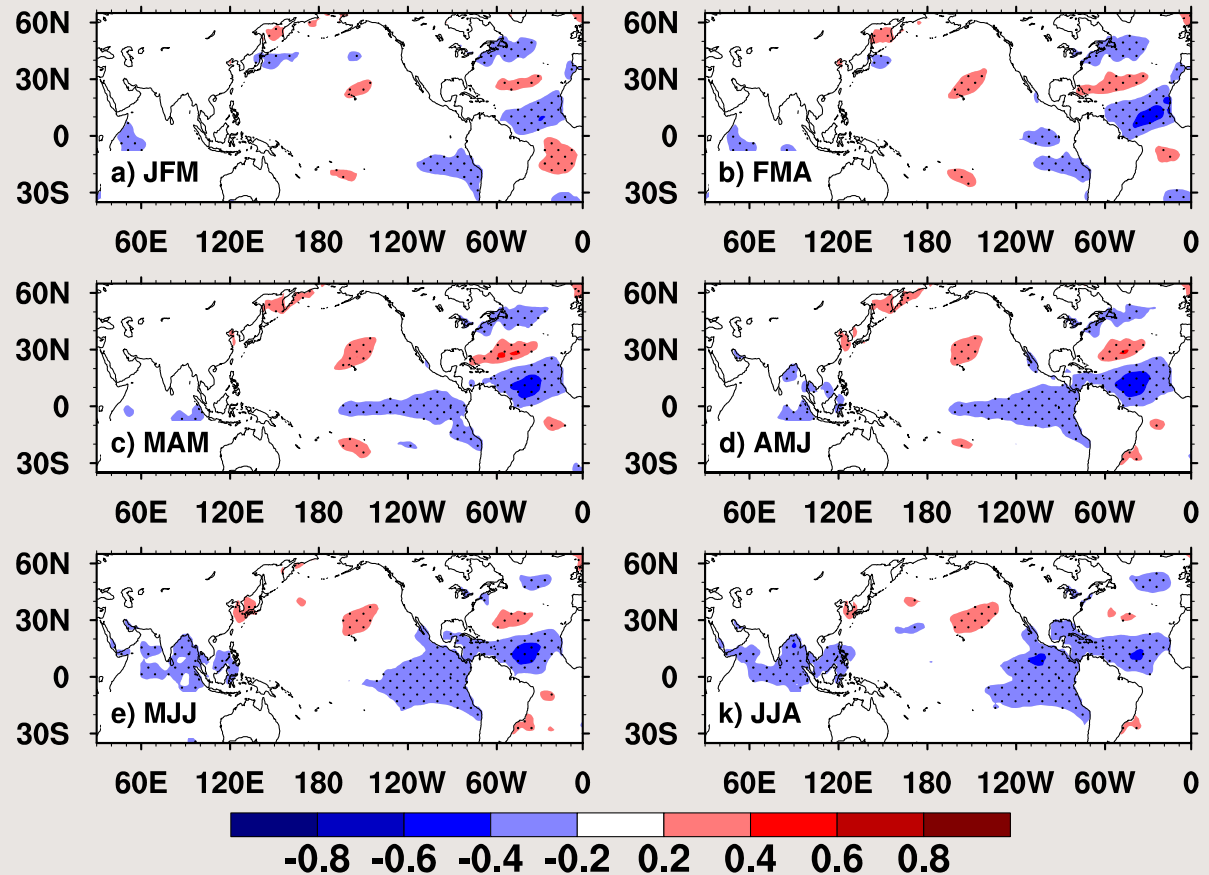 60N 60N
30N 30N
0 0
30S a) JFM 30S b) FMA
60E 120E 180 120W 60W 0 60E 120E 180 120W 60W 0
60N 60N
30N 30N
0 0
30S c) MAM 30S d) AMJ
60E 120E 180 120W 60W 0 60E 120E 180 120W 60W 0
60N 60N
30N 30N
0 0
30S e) MJJ 30S k) JJA
60E 120E 180 120W 60W 0 60E 120E 180 120W 60W 0
-0.8 -0.6 -0.4 -0.2 0.2 0.4 0.6 0.8